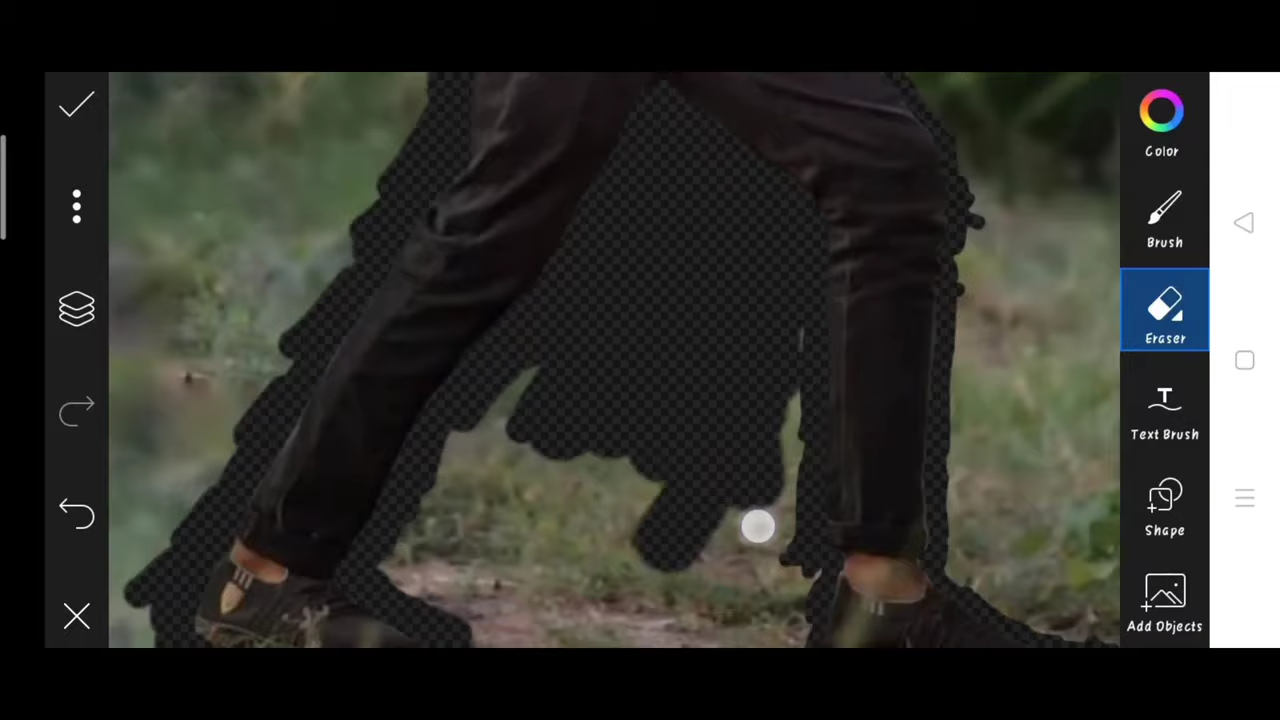 Color
Brush
Eraser
Text Brush
Shape
Add Objects